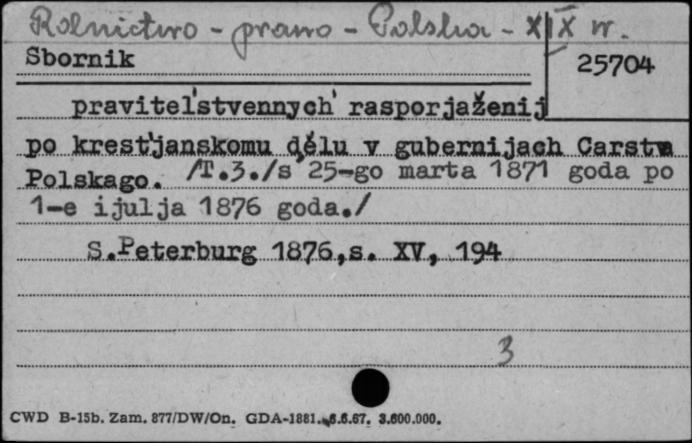 Rolnictwo - prawo - Polska - XIX w.
Sbornik
25704
pravitel'stvennych rasporjaženij
po krest'janskomu dělu v gubernijach Carstva
Polskago. /T.3./s 25-go marta 1871 goda po
1-e ijulja 1876 goda./
S.Peterburg 1876,s. XV, 194
3
CWD B-15b. Zam. 877/DW/On. GDA-1881. 6.6.67. 3.600.000.